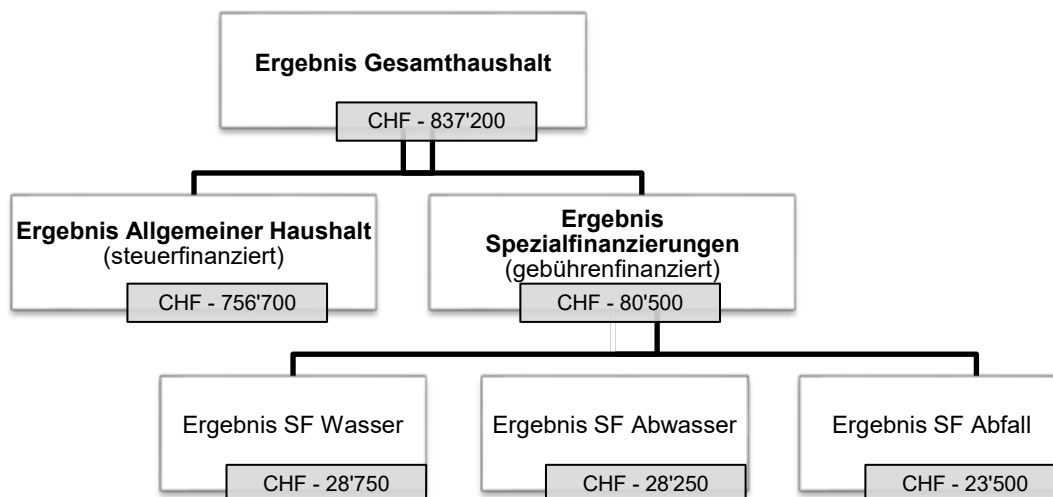 Ergebnis Gesamthaushalt
CHF - 837'200
Ergebnis Allgemeiner Haushalt
(steuerfinanziert)
CHF - 756'700
Ergebnis
Spezialfinanzierungen
(gebührenfinanziert)
CHF - 80'500
Ergebnis SF Wasser
CHF - 28'750
Ergebnis SF Abwasser
CHF - 28'250
Ergebnis SF Abfall
CHF - 23'500